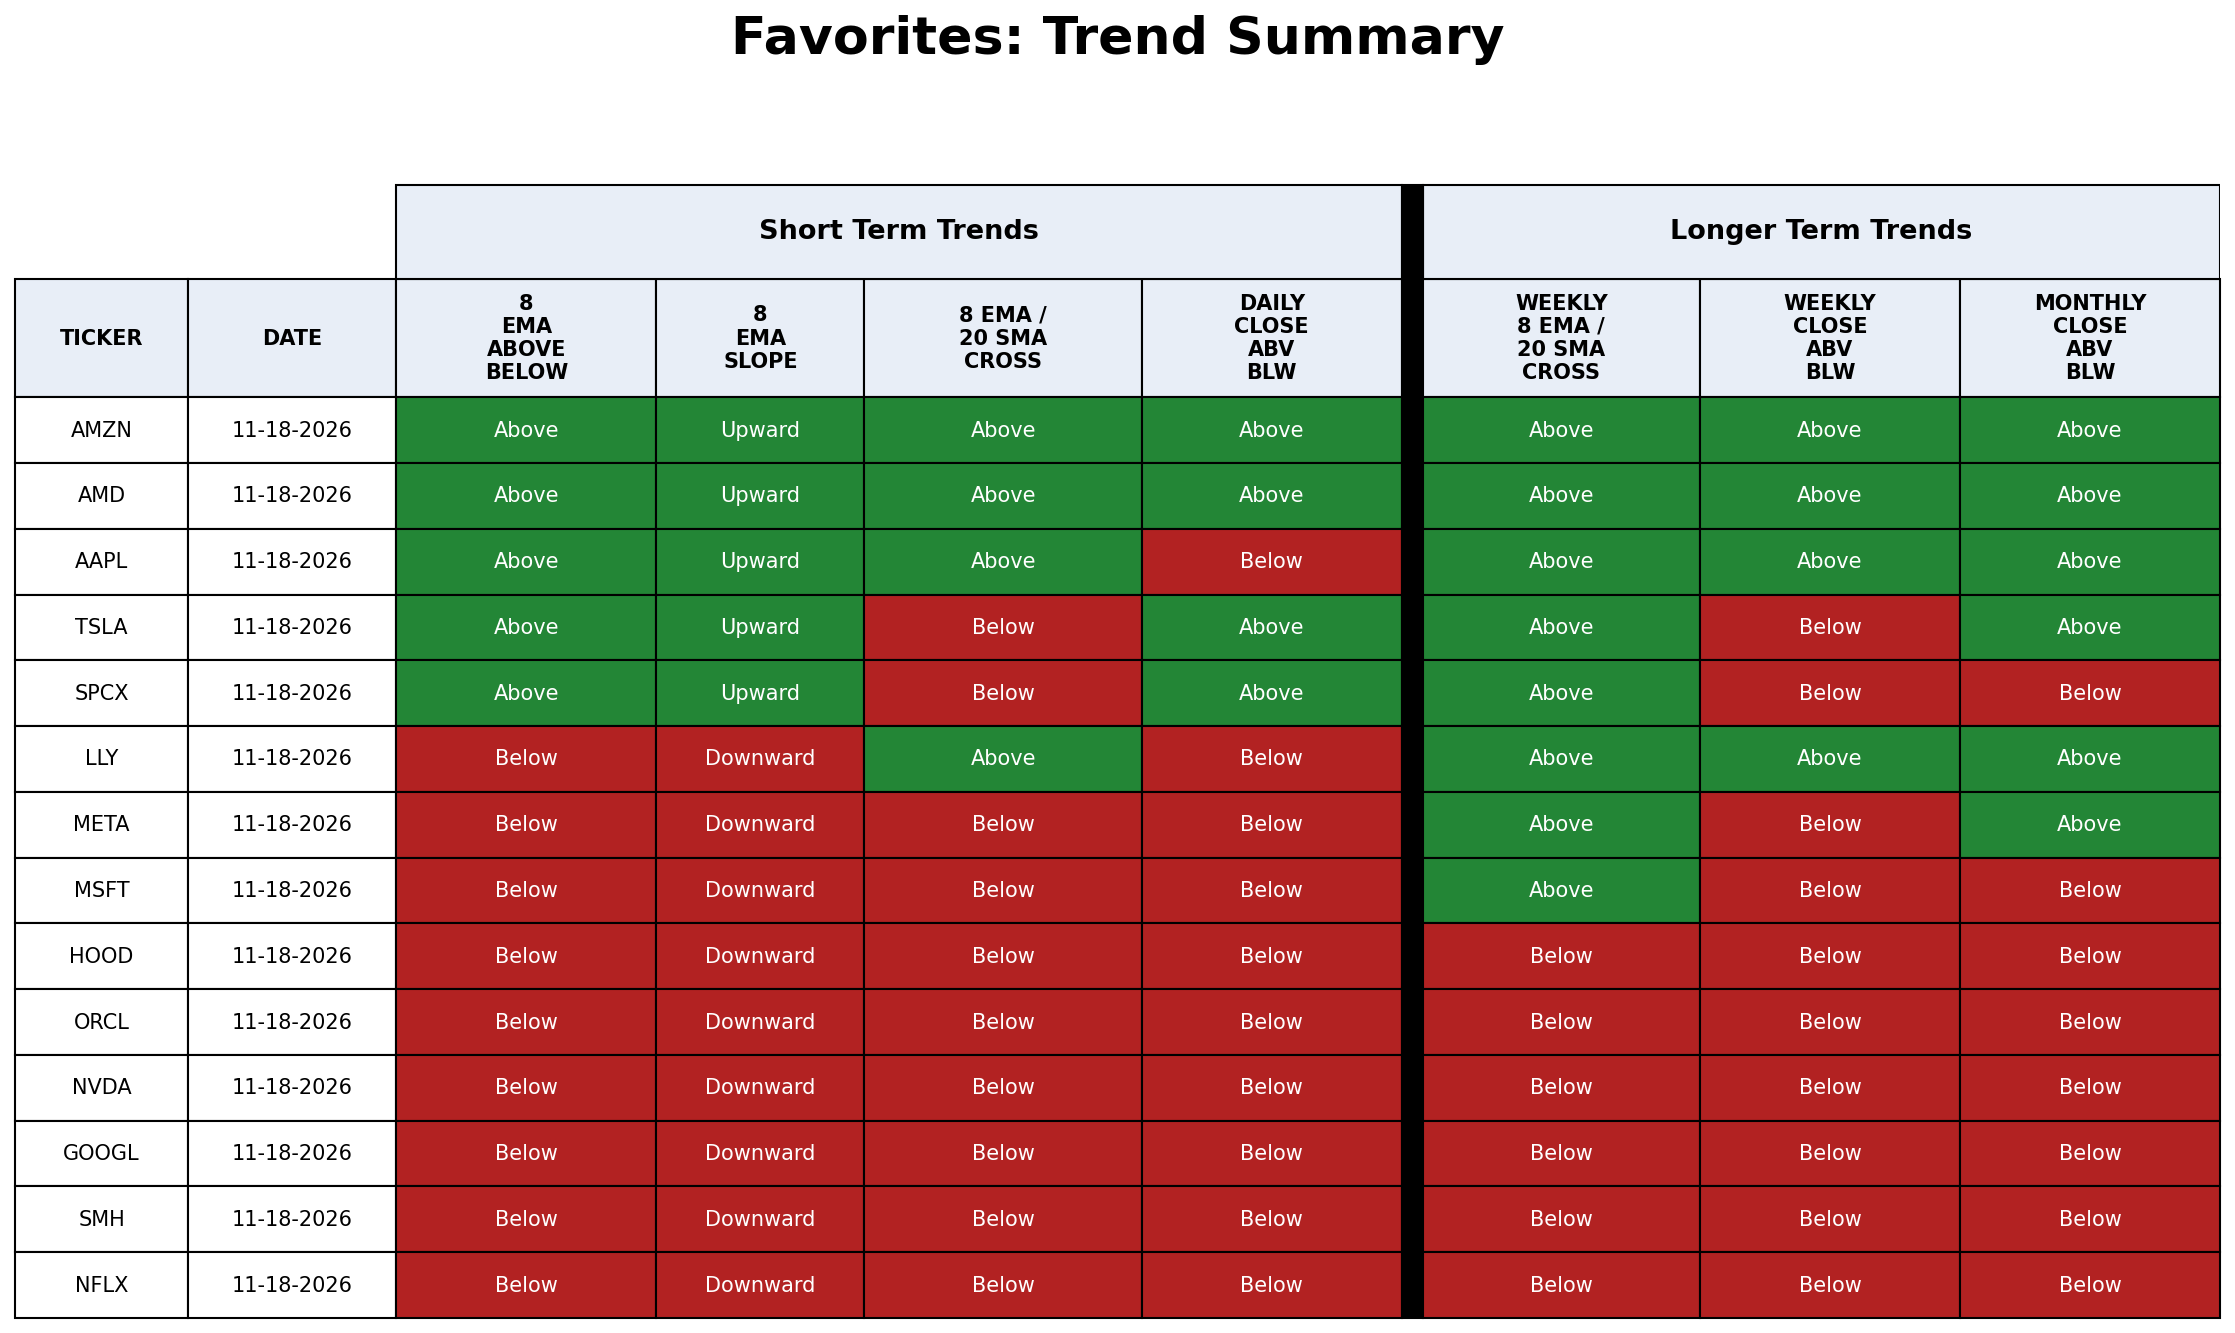 Favorites: Trend Summary
Short Term Trends Longer Term Trends
TICKER DATE 8 EMA ABOVE BELOW 8 EMA SLOPE 8 EMA / 20 SMA CROSS DAILY CLOSE ABV BLW WEEKLY 8 EMA / 20 SMA CROSS WEEKLY CLOSE ABV BLW MONTHLY CLOSE ABV BLW
AMZN 11-18-2026 Above Upward Above Above Above Above Above
AMD 11-18-2026 Above Upward Above Above Above Above Above
AAPL 11-18-2026 Above Upward Above Below Above Above Above
TSLA 11-18-2026 Above Upward Below Above Above Below Above
SPCX 11-18-2026 Above Upward Below Above Above Below Below
LLY 11-18-2026 Below Downward Above Below Above Above Above
META 11-18-2026 Below Downward Below Below Above Below Above
MSFT 11-18-2026 Below Downward Below Below Above Below Below
HOOD 11-18-2026 Below Downward Below Below Below Below Below
ORCL 11-18-2026 Below Downward Below Below Below Below Below
NVDA 11-18-2026 Below Downward Below Below Below Below Below
GOOGL 11-18-2026 Below Downward Below Below Below Below Below
SMH 11-18-2026 Below Downward Below Below Below Below Below
NFLX 11-18-2026 Below Downward Below Below Below Below Below